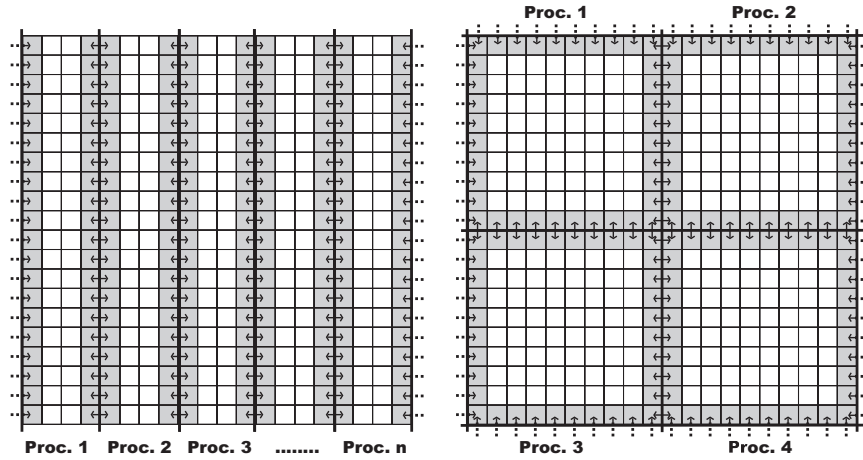 Proc. 1 Proc. 2
Proc. 1 Proc. 2 Proc. 3 ........ Proc. n
Proc. 3 Proc. 4